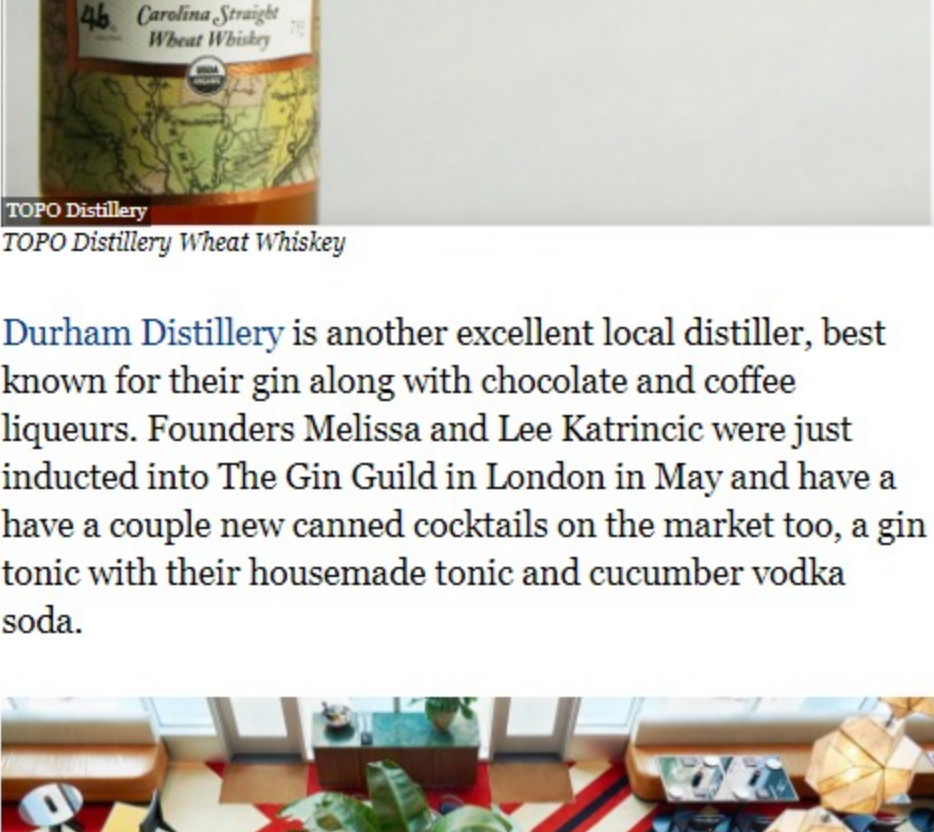 46
Carolina Straight
Wheat Whiskey
USDA
ORGANIC
TOPO Distillery
TOPO Distillery Wheat Whiskey
Durham Distillery is another excellent local distiller, best
known for their gin along with chocolate and coffee
liqueurs. Founders Melissa and Lee Katrincic were just
inducted into The Gin Guild in London in May and have a
have a couple new canned cocktails on the market too, a gin
tonic with their housemade tonic and cucumber vodka
soda.